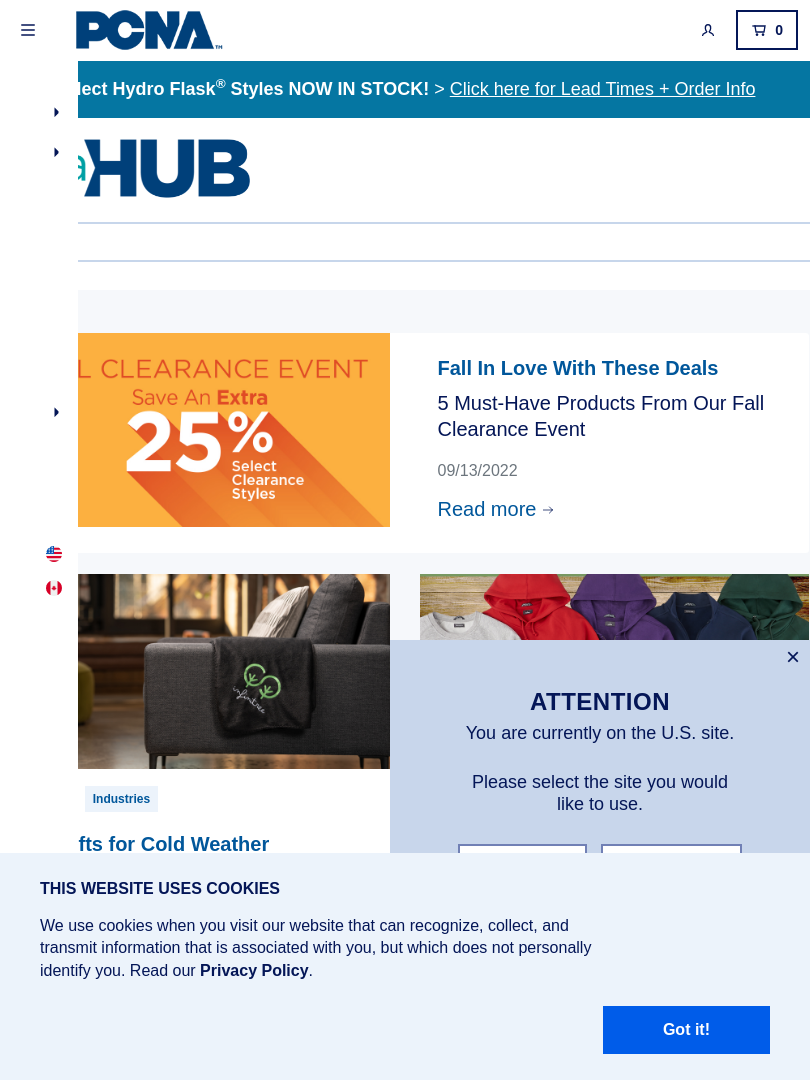 PCNA™
0
lect Hydro Flask® Styles NOW IN STOCK! > Click here for Lead Times + Order Info
HUB
L CLEARANCE EVENT
Save An Extra
25%
Select
Clearance
Styles
Fall In Love With These Deals
5 Must-Have Products From Our Fall
Clearance Event
09/13/2022
Read more →
infinitree
Industries
fts for Cold Weather
×
ATTENTION
You are currently on the U.S. site.
Please select the site you would
like to use.
THIS WEBSITE USES COOKIES
We use cookies when you visit our website that can recognize, collect, and
transmit information that is associated with you, but which does not personally
identify you. Read our Privacy Policy.
Got it!